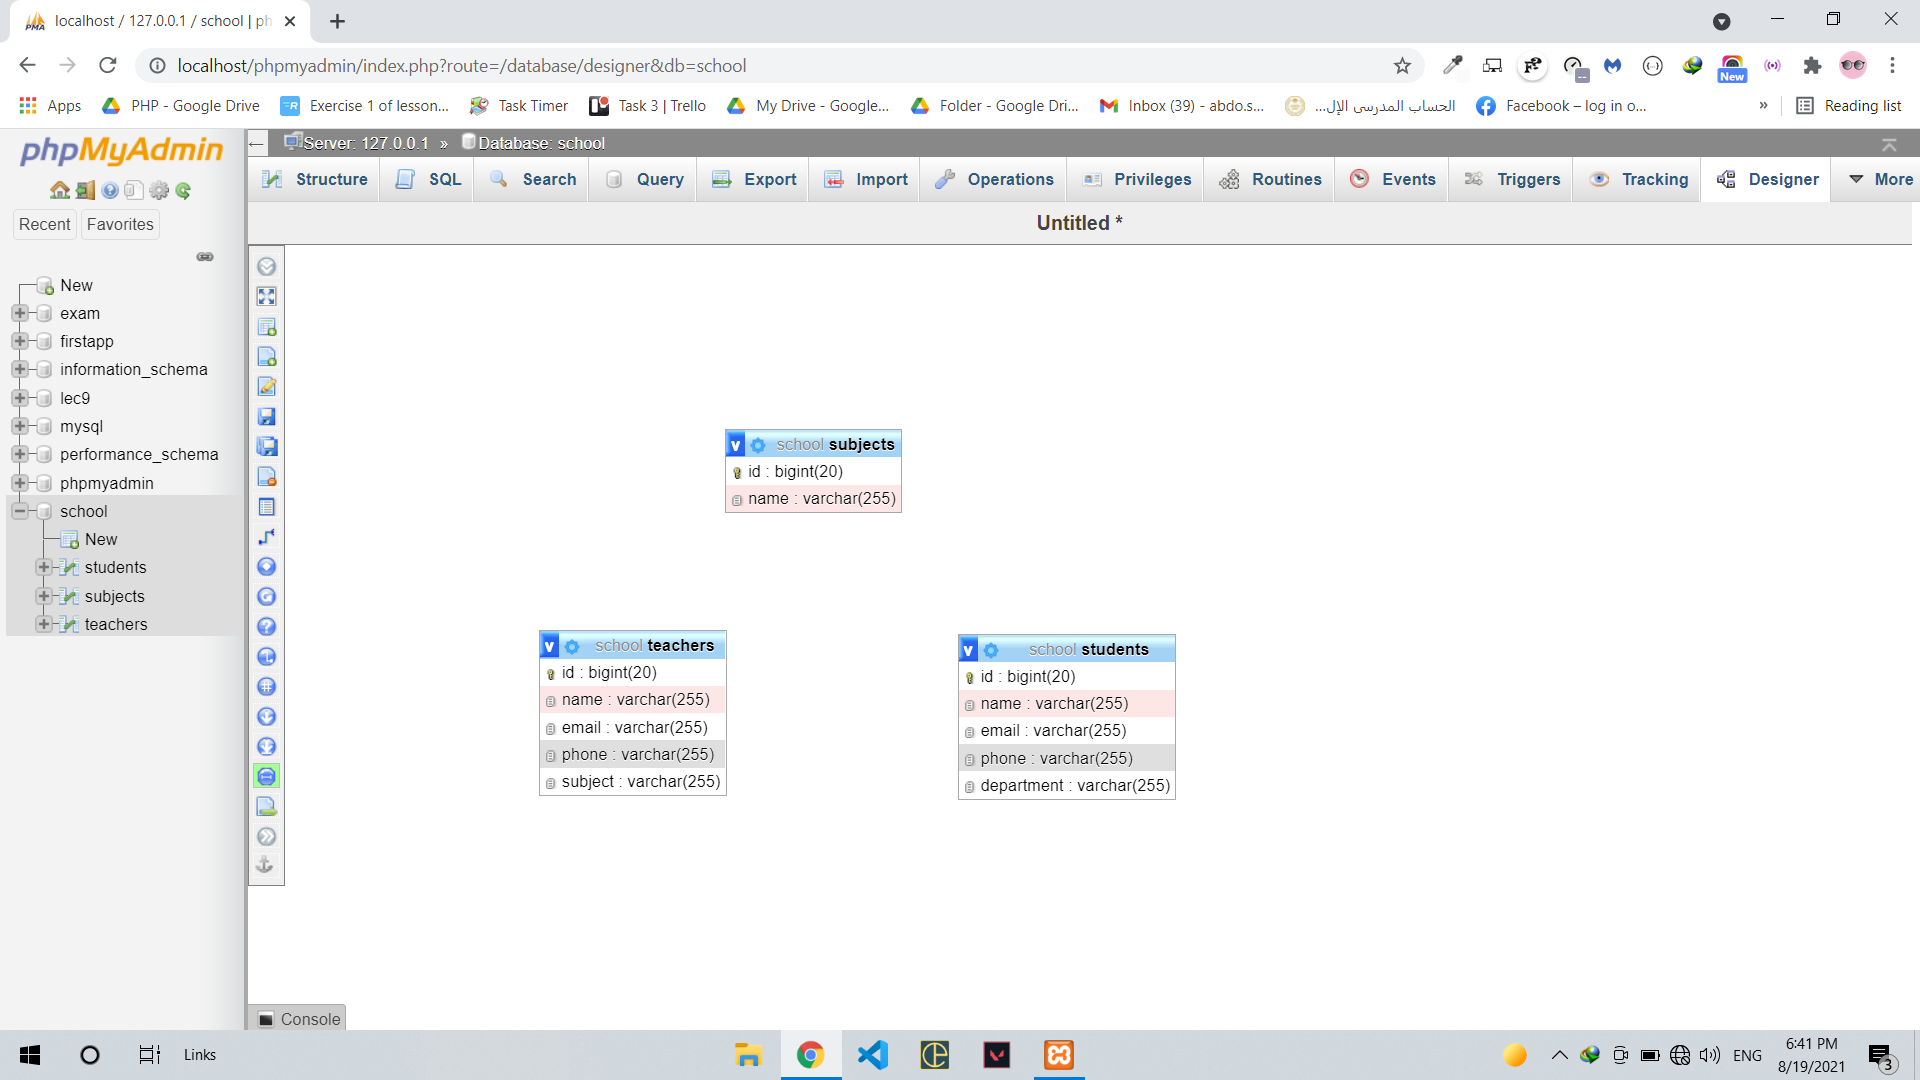 localhost / 127.0.0.1 / school | ph
localhost/phpmyadmin/index.php?route=/database/designer&db=school
New
Apps
PHP - Google Drive
Exercise 1 of lesson...
Task Timer
Task 3 | Trello
My Drive - Google...
Folder - Google Dri...
Inbox (39) - abdo.s...
الحساب المدرسى الإل...
Facebook – log in o...
»
Reading list
phpMyAdmin
Server: 127.0.0.1 » Database: school
Structure
SQL
Search
Query
Export
Import
Operations
Privileges
Routines
Events
Triggers
Tracking
Designer
More
Recent
Favorites
Untitled *
New
exam
firstapp
information_schema
lec9
mysql
performance_schema
phpmyadmin
school
New
students
subjects
teachers
v school subjects
id : bigint(20)
name : varchar(255)
v school teachers
id : bigint(20)
name : varchar(255)
email : varchar(255)
phone : varchar(255)
subject : varchar(255)
v school students
id : bigint(20)
name : varchar(255)
email : varchar(255)
phone : varchar(255)
department : varchar(255)
Console
Links
ENG
6:41 PM
8/19/2021
3